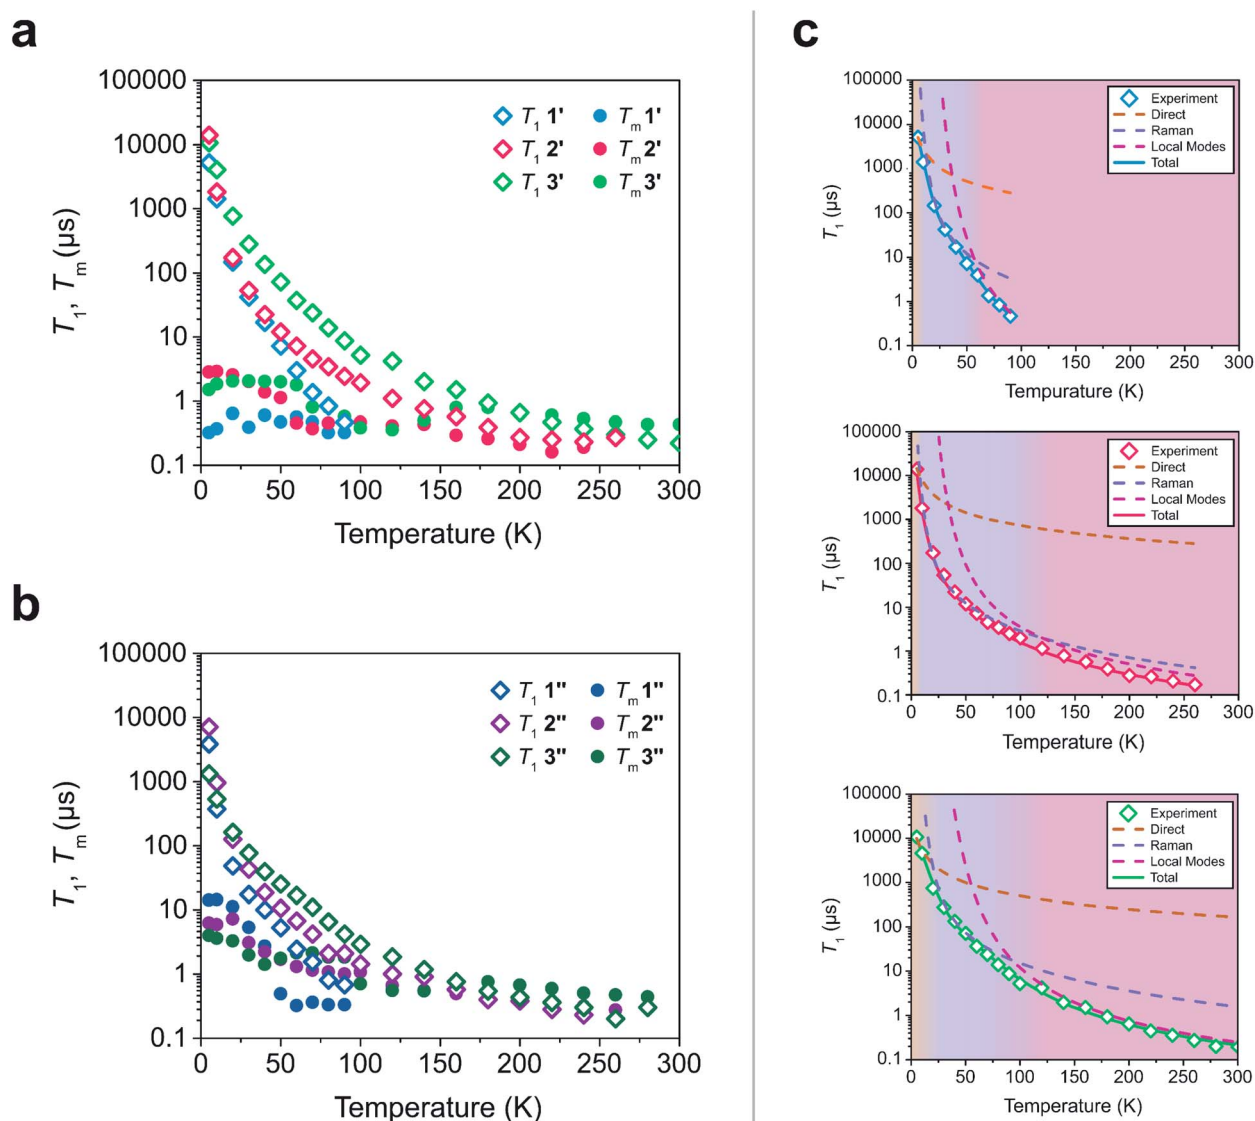 a
100000
10000
1000
100
10
1
0.1
T1, Tm (μs)
T1 1' Tm 1'
T1 2' Tm 2'
T1 3' Tm 3'
0 50 100 150 200 250 300
Temperature (K)
b
100000
10000
1000
100
10
1
0.1
T1, Tm (μs)
T1 1'' Tm 1''
T1 2'' Tm 2''
T1 3'' Tm 3''
0 50 100 150 200 250 300
Temperature (K)
c
100000
10000
1000
100
10
1
0.1
T1 (μs)
Experiment
Direct
Raman
Local Modes
Total
0 50 100 150 200 250 300
Tempurature (K)
100000
10000
1000
100
10
1
0.1
T1 (μs)
Experiment
Direct
Raman
Local Modes
Total
0 50 100 150 200 250 300
Temperature (K)
100000
10000
1000
100
10
1
0.1
T1 (μs)
Experiment
Direct
Raman
Local Modes
Total
0 50 100 150 200 250 300
Temperature (K)